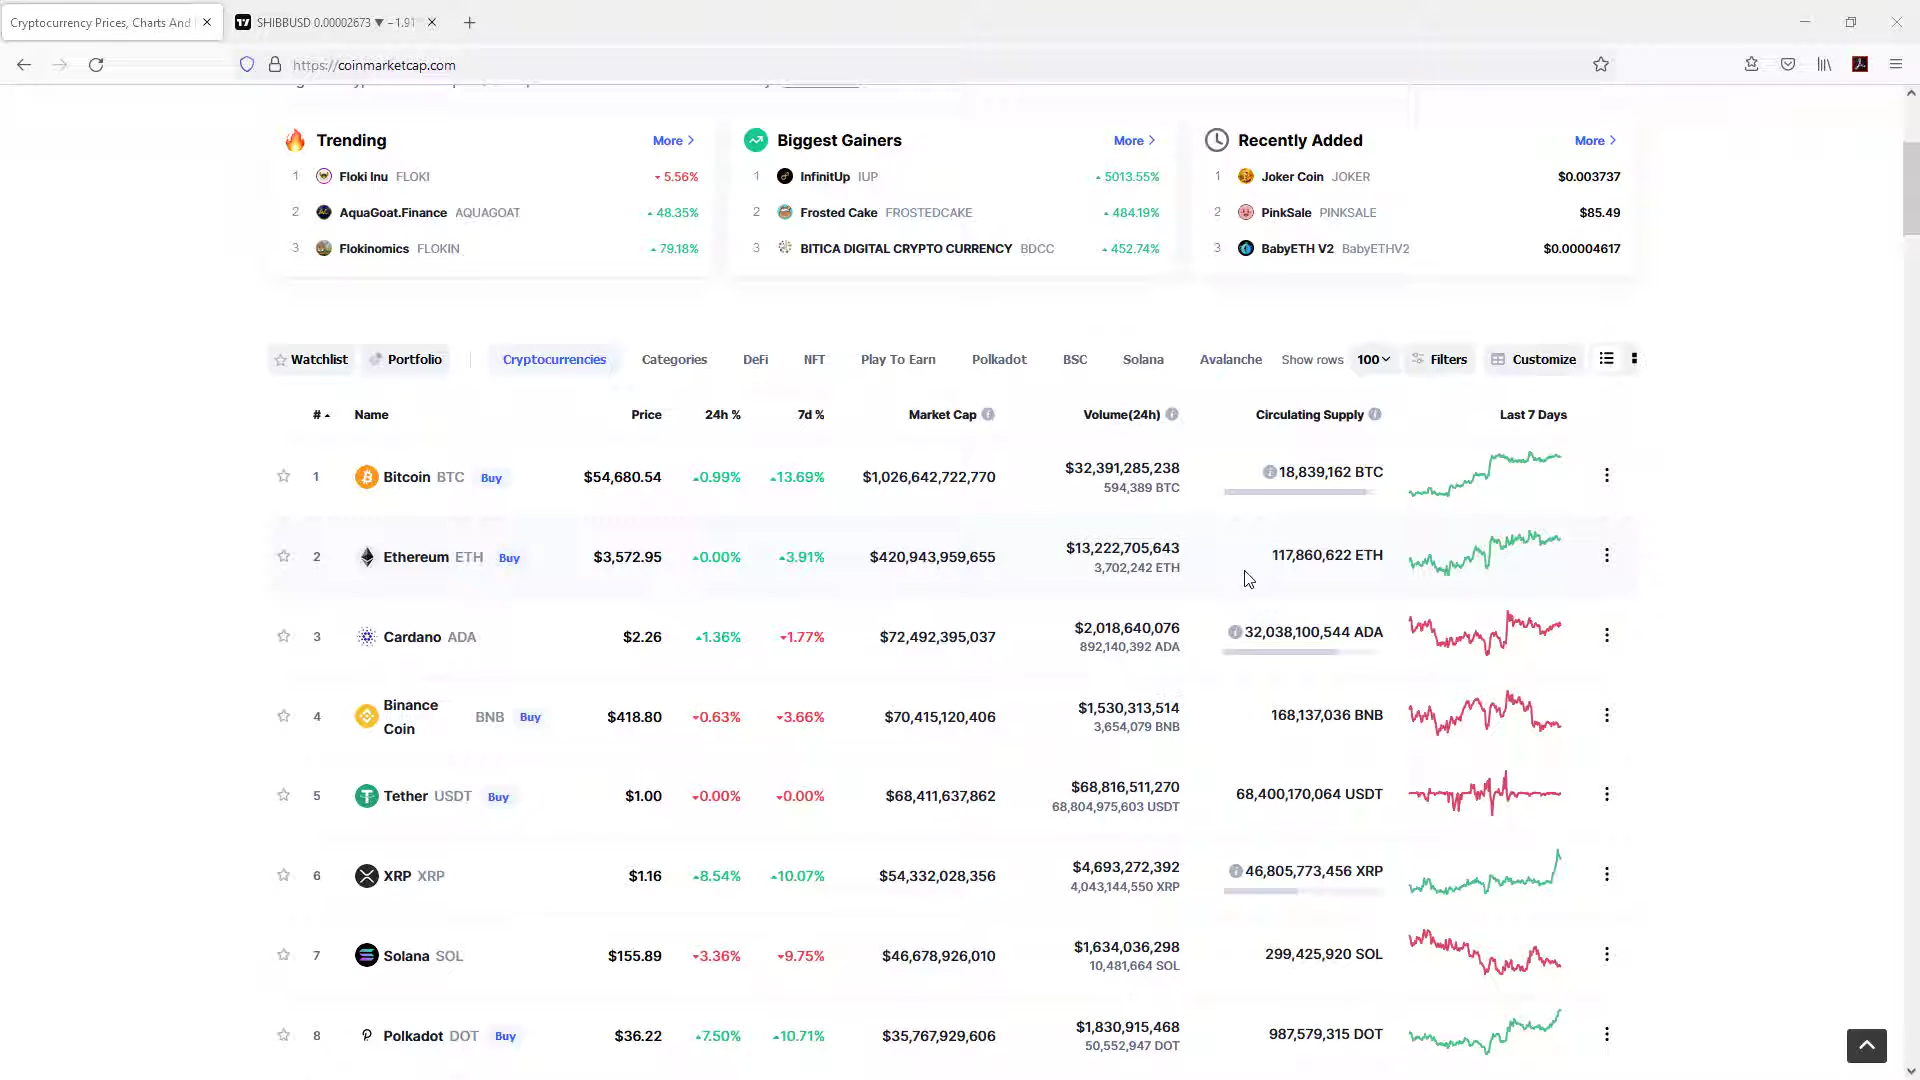 Cryptocurrency Prices, Charts And
SHIBBUSD 0.00002673 ▼ −1.91
https://coinmarketcap.com
Trending More >
1 Floki Inu FLOKI 5.56%
2 AquaGoat.Finance AQUAGOAT 48.35%
3 Flokinomics FLOKIN 79.18%
Biggest Gainers More >
1 InfinitUp IUP 5013.55%
2 Frosted Cake FROSTEDCAKE 484.19%
3 BITICA DIGITAL CRYPTO CURRENCY BDCC 452.74%
Recently Added More >
1 Joker Coin JOKER $0.003737
2 PinkSale PINKSALE $85.49
3 BabyETH V2 BabyETHV2 $0.00004617
Watchlist Portfolio Cryptocurrencies Categories DeFi NFT Play To Earn Polkadot BSC Solana Avalanche Show rows 100 Filters Customize
# Name Price 24h % 7d % Market Cap Volume(24h) Circulating Supply Last 7 Days
1 Bitcoin BTC Buy $54,680.54 0.99% 13.69% $1,026,642,722,770 $32,391,285,238 18,839,162 BTC
594,389 BTC
2 Ethereum ETH Buy $3,572.95 0.00% 3.91% $420,943,959,655 $13,222,705,643 117,860,622 ETH
3,702,242 ETH
3 Cardano ADA $2.26 1.36% 1.77% $72,492,395,037 $2,018,640,076 32,038,100,544 ADA
892,140,392 ADA
4 Binance Coin BNB Buy $418.80 0.63% 3.66% $70,415,120,406 $1,530,313,514 168,137,036 BNB
3,654,079 BNB
5 Tether USDT Buy $1.00 0.00% 0.00% $68,411,637,862 $68,816,511,270 68,400,170,064 USDT
68,804,975,603 USDT
6 XRP XRP $1.16 8.54% 10.07% $54,332,028,356 $4,693,272,392 46,805,773,456 XRP
4,043,144,550 XRP
7 Solana SOL $155.89 3.36% 9.75% $46,678,926,010 $1,634,036,298 299,425,920 SOL
10,481,664 SOL
8 Polkadot DOT Buy $36.22 7.50% 10.71% $35,767,929,606 $1,830,915,468 987,579,315 DOT
50,552,947 DOT